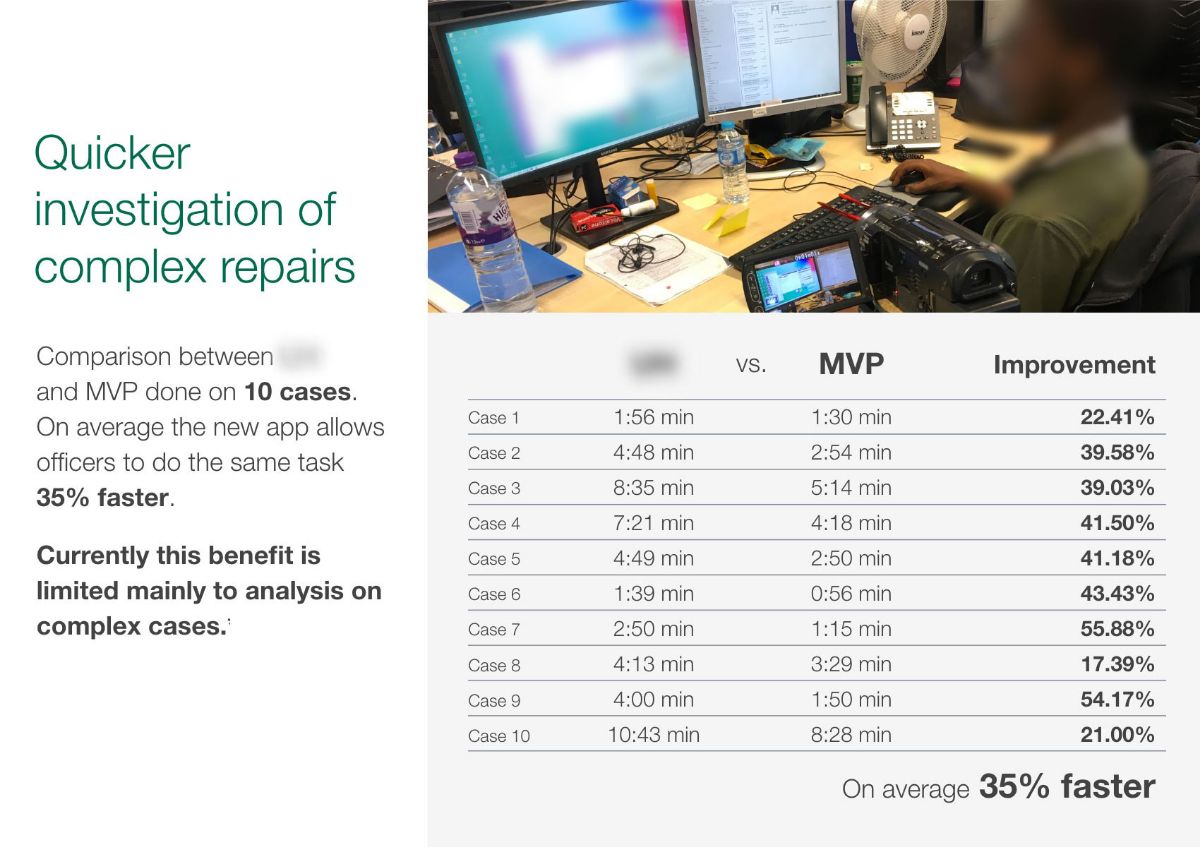 Quicker
investigation of
complex repairs
Comparison between
and MVP done on 10 cases.
On average the new app allows
officers to do the same task
35% faster.
Currently this benefit is
limited mainly to analysis on
complex cases.
vs. MVP Improvement
Case 1 1:56 min 1:30 min 22.41%
Case 2 4:48 min 2:54 min 39.58%
Case 3 8:35 min 5:14 min 39.03%
Case 4 7:21 min 4:18 min 41.50%
Case 5 4:49 min 2:50 min 41.18%
Case 6 1:39 min 0:56 min 43.43%
Case 7 2:50 min 1:15 min 55.88%
Case 8 4:13 min 3:29 min 17.39%
Case 9 4:00 min 1:50 min 54.17%
Case 10 10:43 min 8:28 min 21.00%
On average 35% faster